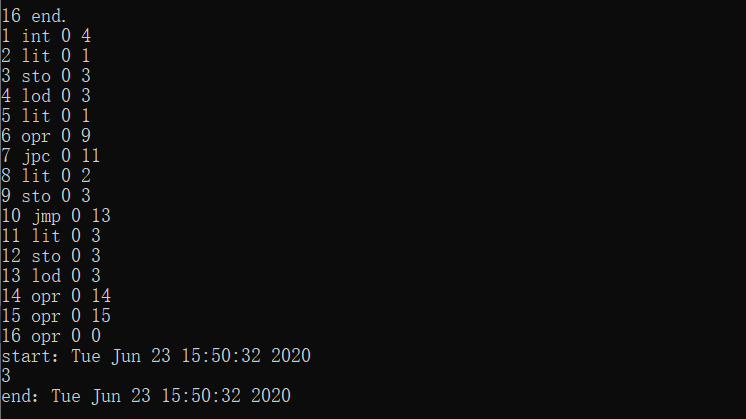 16 end.
1 int 0 4
2 lit 0 1
3 sto 0 3
4 lod 0 3
5 lit 0 1
6 opr 0 9
7 jpc 0 11
8 lit 0 2
9 sto 0 3
10 jmp 0 13
11 lit 0 3
12 sto 0 3
13 lod 0 3
14 opr 0 14
15 opr 0 15
16 opr 0 0
start: Tue Jun 23 15:50:32 2020
3
end: Tue Jun 23 15:50:32 2020